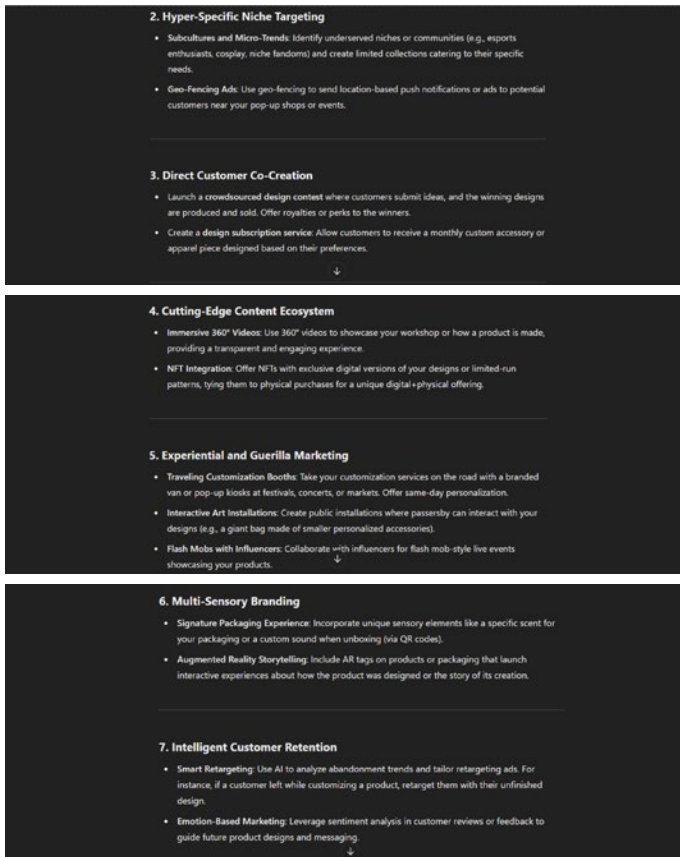 2. Hyper-Specific Niche Targeting
• Subcultures and Micro-Trends: Identify underserved niches or communities (e.g., esports
enthusiasts, cosplay, niche fandoms) and create limited collections catering to their specific
needs.
• Geo-Fencing Ads: Use geo-fencing to send location-based push notifications or ads to potential
customers near your pop-up shops or events.
3. Direct Customer Co-Creation
• Launch a crowdsourced design contest where customers submit ideas, and the winning designs
are produced and sold. Offer royalties or perks to the winners.
• Create a design subscription service: Allow customers to receive a monthly custom accessory or
apparel piece designed based on their preferences.
4. Cutting-Edge Content Ecosystem
• Immersive 360° Videos: Use 360° videos to showcase your workshop or how a product is made,
providing a transparent and engaging experience.
• NFT Integration: Offer NFTs with exclusive digital versions of your designs or limited-run
patterns, tying them to physical purchases for a unique digital+physical offering.
5. Experiential and Guerilla Marketing
• Traveling Customization Booths: Take your customization services on the road with a branded
van or pop-up kiosks at festivals, concerts, or markets. Offer same-day personalization.
• Interactive Art Installations: Create public installations where passersby can interact with your
designs (e.g., a giant bag made of smaller personalized accessories).
• Flash Mobs with Influencers: Collaborate with influencers for flash mob-style live events
showcasing your products.
6. Multi-Sensory Branding
• Signature Packaging Experience: Incorporate unique sensory elements like a specific scent for
your packaging or a custom sound when unboxing (via QR codes).
• Augmented Reality Storytelling: Include AR tags on products or packaging that launch
interactive experiences about how the product was designed or the story of its creation.
7. Intelligent Customer Retention
• Smart Retargeting: Use AI to analyze abandonment trends and tailor retargeting ads. For
instance, if a customer left while customizing a product, retarget them with their unfinished
design.
• Emotion-Based Marketing: Leverage sentiment analysis in customer reviews or feedback to
guide future product designs and messaging.